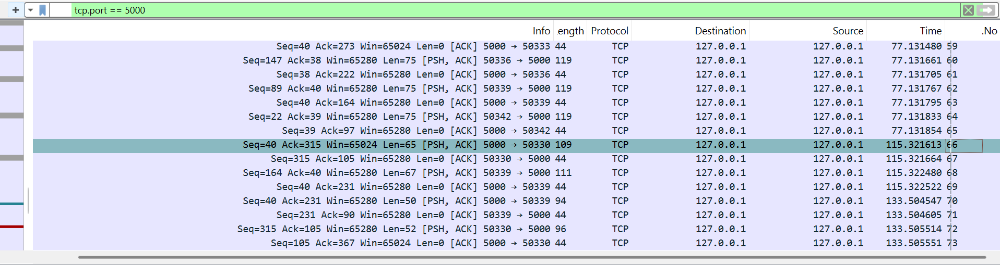 tcp.port == 5000
Info .ength Protocol Destination Source Time .No
Seq=40 Ack=273 Win=65024 Len=0 [ACK] 5000 → 50333 44 TCP 127.0.0.1 127.0.0.1 77.131480 59
Seq=147 Ack=38 Win=65280 Len=75 [PSH, ACK] 50336 → 5000 119 TCP 127.0.0.1 127.0.0.1 77.131661 60
Seq=38 Ack=222 Win=65280 Len=0 [ACK] 5000 → 50336 44 TCP 127.0.0.1 127.0.0.1 77.131705 61
Seq=89 Ack=40 Win=65280 Len=75 [PSH, ACK] 50339 → 5000 119 TCP 127.0.0.1 127.0.0.1 77.131767 62
Seq=40 Ack=164 Win=65280 Len=0 [ACK] 5000 → 50339 44 TCP 127.0.0.1 127.0.0.1 77.131795 63
Seq=22 Ack=39 Win=65280 Len=75 [PSH, ACK] 50342 → 5000 119 TCP 127.0.0.1 127.0.0.1 77.131833 64
Seq=39 Ack=97 Win=65280 Len=0 [ACK] 5000 → 50342 44 TCP 127.0.0.1 127.0.0.1 77.131854 65
Seq=40 Ack=315 Win=65024 Len=65 [PSH, ACK] 5000 → 50330 109 TCP 127.0.0.1 127.0.0.1 115.321613 66
Seq=315 Ack=105 Win=65280 Len=0 [ACK] 50330 → 5000 44 TCP 127.0.0.1 127.0.0.1 115.321664 67
Seq=164 Ack=40 Win=65280 Len=67 [PSH, ACK] 50339 → 5000 111 TCP 127.0.0.1 127.0.0.1 115.322480 68
Seq=40 Ack=231 Win=65280 Len=0 [ACK] 5000 → 50339 44 TCP 127.0.0.1 127.0.0.1 115.322522 69
Seq=40 Ack=231 Win=65280 Len=50 [PSH, ACK] 5000 → 50339 94 TCP 127.0.0.1 127.0.0.1 133.504547 70
Seq=231 Ack=90 Win=65280 Len=0 [ACK] 50339 → 5000 44 TCP 127.0.0.1 127.0.0.1 133.504605 71
Seq=315 Ack=105 Win=65280 Len=52 [PSH, ACK] 50330 → 5000 96 TCP 127.0.0.1 127.0.0.1 133.505514 72
Seq=105 Ack=367 Win=65024 Len=0 [ACK] 5000 → 50330 44 TCP 127.0.0.1 127.0.0.1 133.505551 73